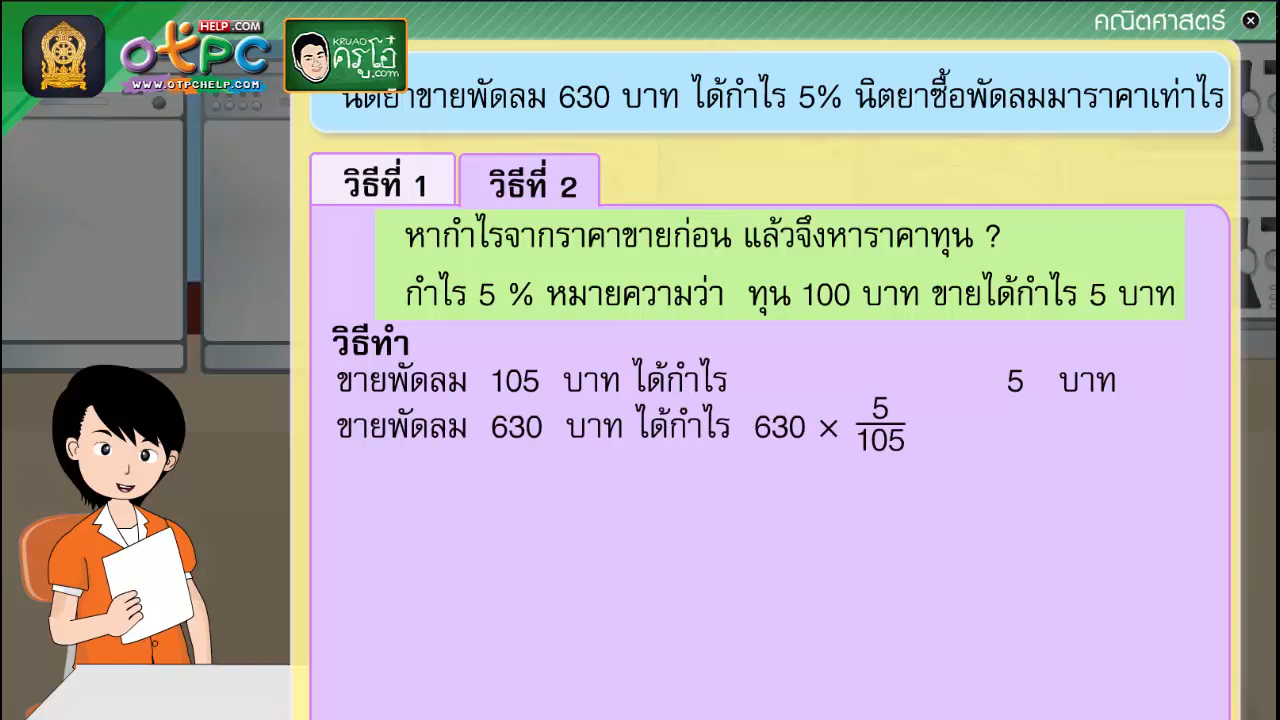 คณิตศาสตร์
HELP.COM
OTPC
WWW.OTPCHELP.COM
KRUAO
ครูโอ๋
.com
นิตยาขายพัดลม 630 บาท ได้กำไร 5% นิตยาซื้อพัดลมมาราคาเท่าไร
วิธีที่ 1
วิธีที่ 2
หากำไรจากราคาขายก่อน แล้วจึงหาราคาทุน ?
กำไร 5 % หมายความว่า ทุน 100 บาท ขายได้กำไร 5 บาท
วิธีทำ
ขายพัดลม 105 บาท ได้กำไร 5 บาท
ขายพัดลม 630 บาท ได้กำไร 630 × 5/105